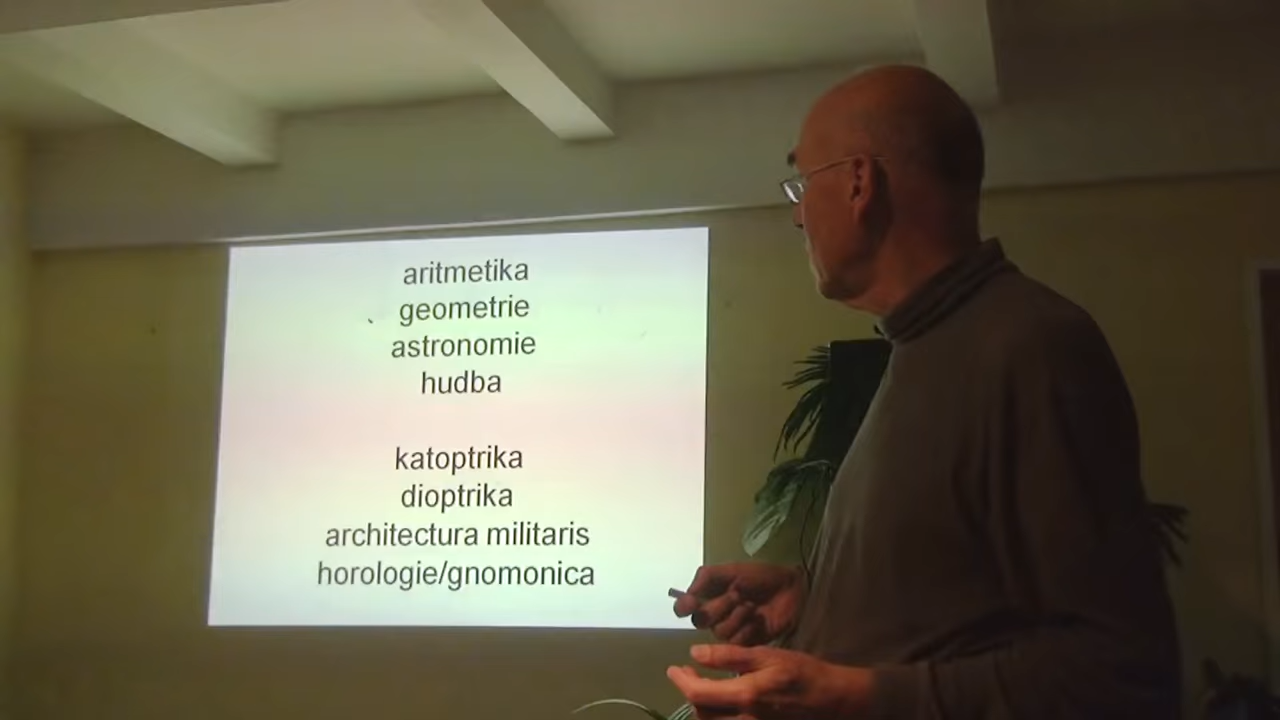 aritmetika
geometrie
astronomie
hudba
katoptrika
dioptrika
architectura militaris
horologie/gnomonica